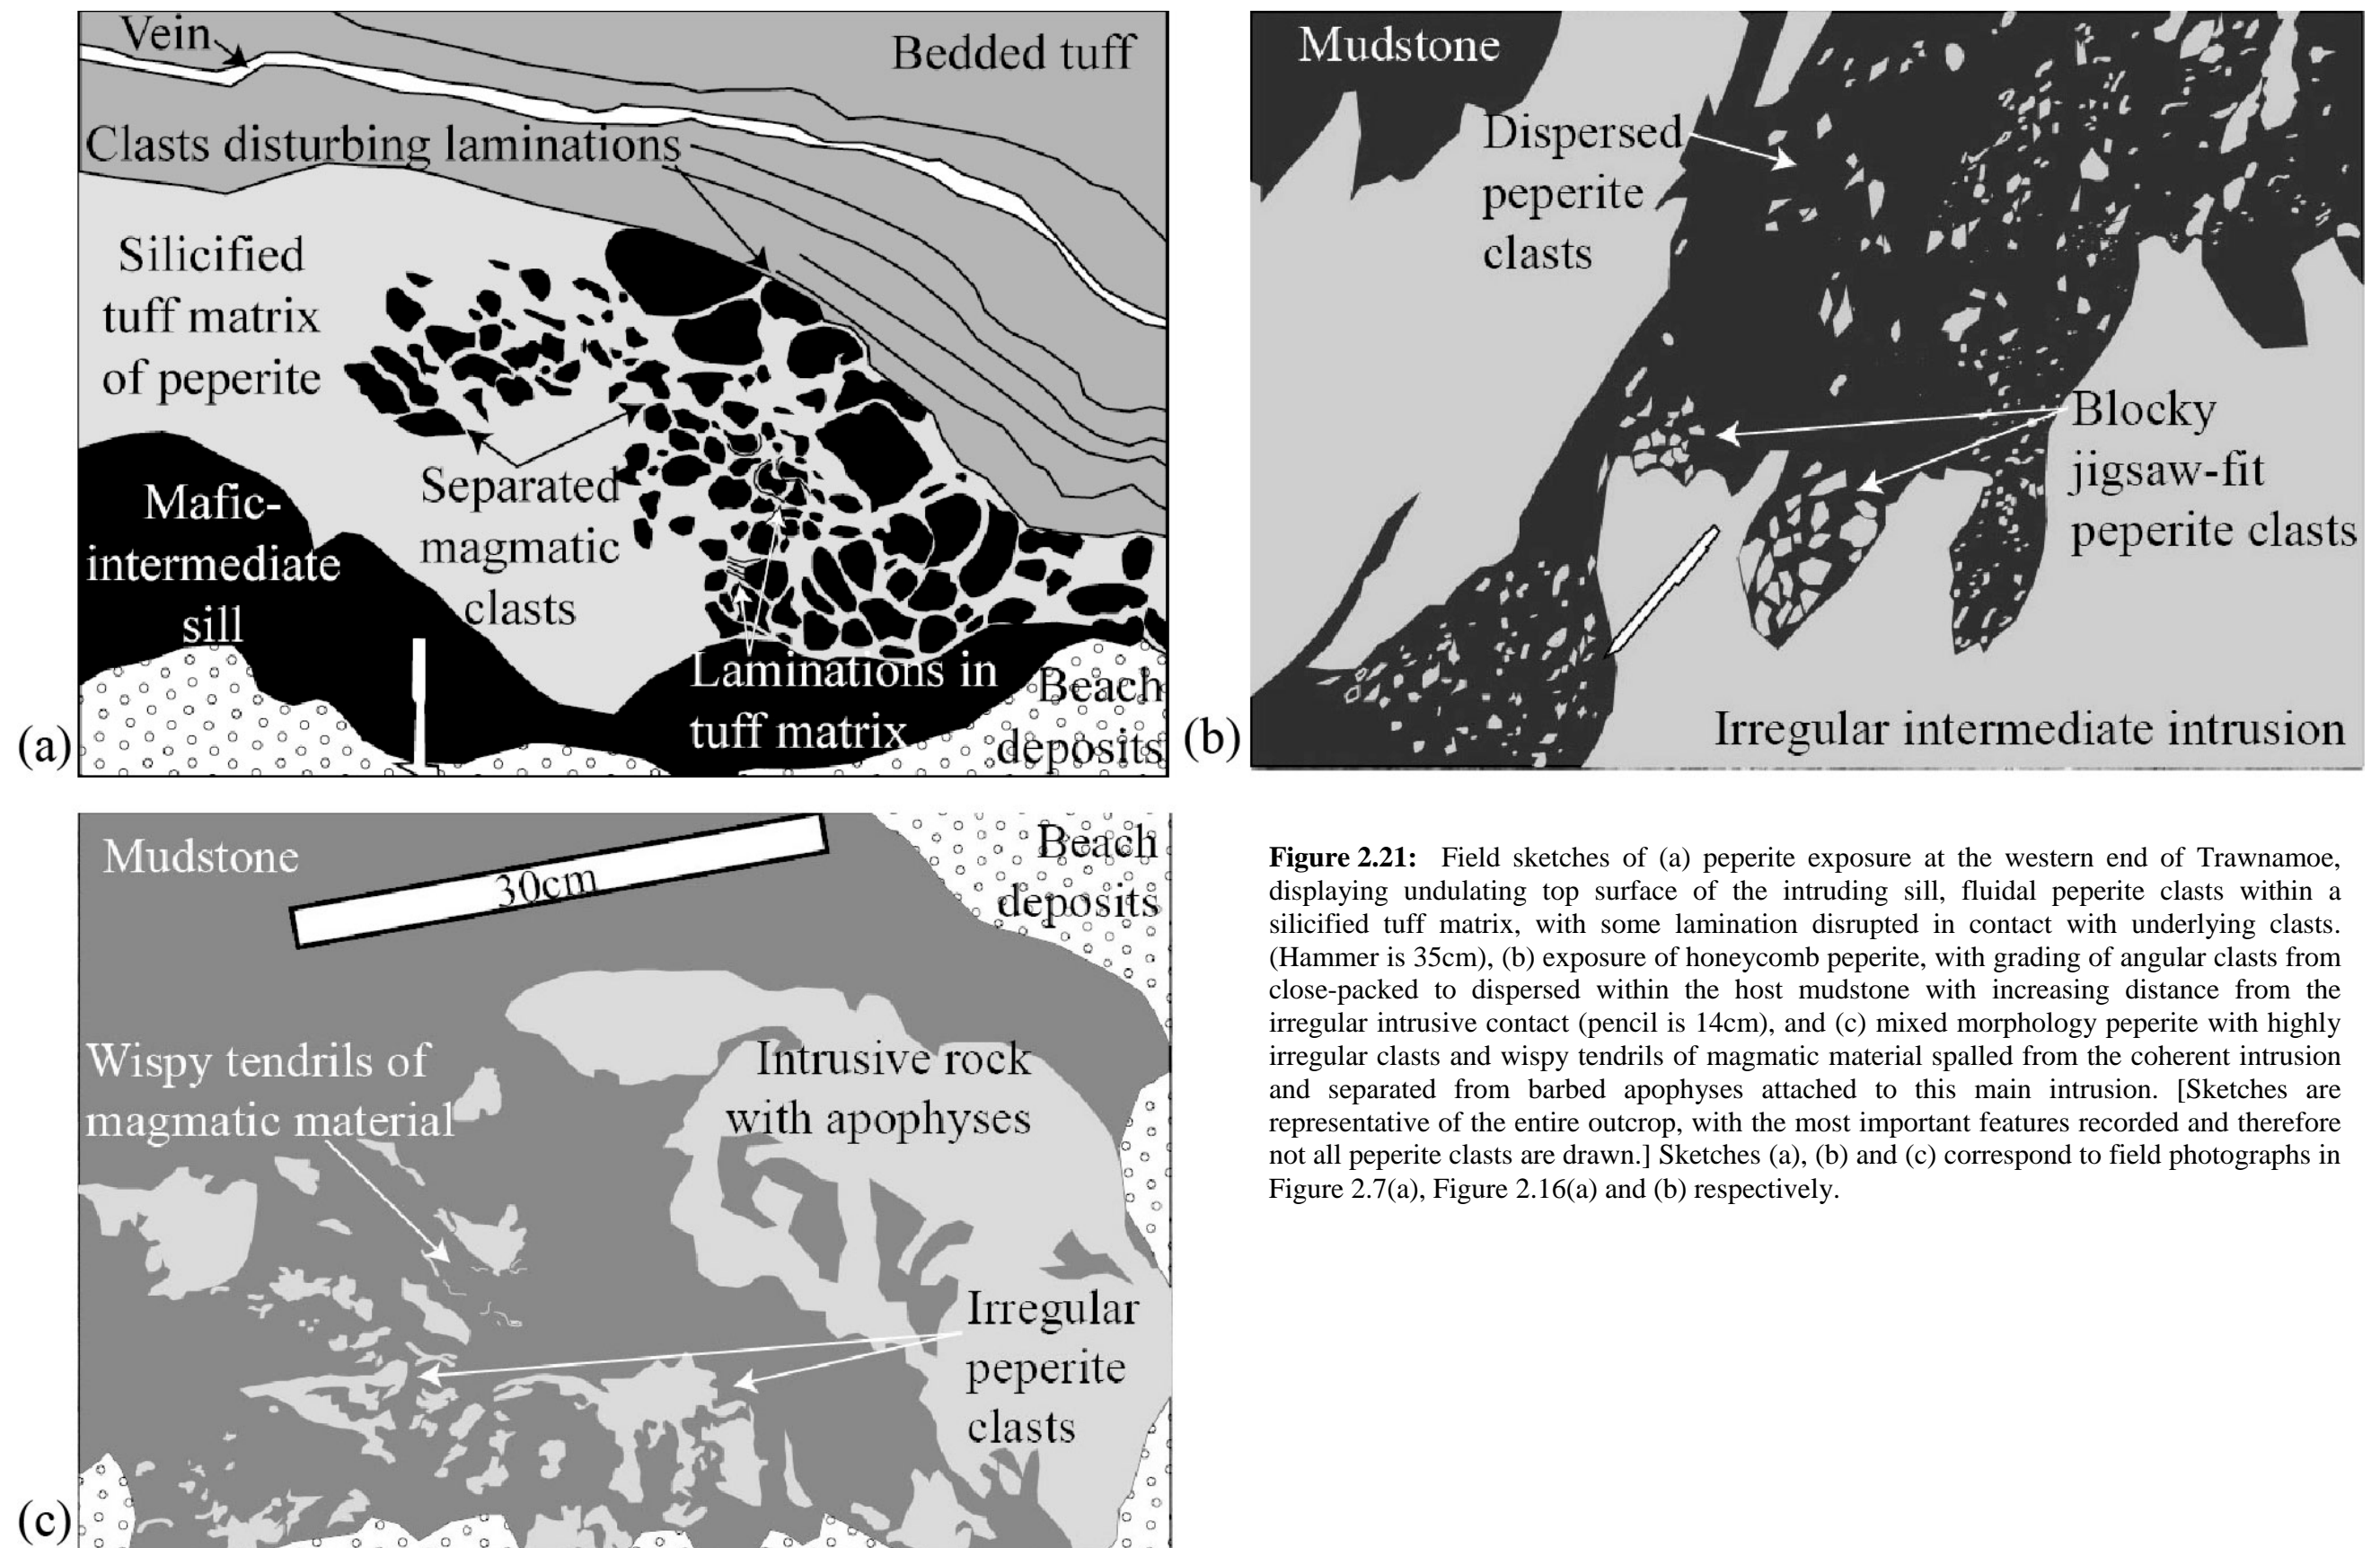 Vein
Bedded tuff
Clasts disturbing laminations
Silicified
tuff matrix
of peperite
Separated
magmatic
clasts
Mafic-
intermediate
sill
Laminations in
tuff matrix
Beach
deposits
(a)
Mudstone
Dispersed
peperite
clasts
Blocky
jigsaw-fit
peperite clasts
Irregular intermediate intrusion
(b)
Mudstone
30cm
Beach
deposits
Wispy tendrils of
magmatic material
Intrusive rock
with apophyses
Irregular
peperite
clasts
(c)
Figure 2.21: Field sketches of (a) peperite exposure at the western end of Trawnamoe,
displaying undulating top surface of the intruding sill, fluidal peperite clasts within a
silicified tuff matrix, with some lamination disrupted in contact with underlying clasts.
(Hammer is 35cm), (b) exposure of honeycomb peperite, with grading of angular clasts from
close-packed to dispersed within the host mudstone with increasing distance from the
irregular intrusive contact (pencil is 14cm), and (c) mixed morphology peperite with highly
irregular clasts and wispy tendrils of magmatic material spalled from the coherent intrusion
and separated from barbed apophyses attached to this main intrusion. [Sketches are
representative of the entire outcrop, with the most important features recorded and therefore
not all peperite clasts are drawn.] Sketches (a), (b) and (c) correspond to field photographs in
Figure 2.7(a), Figure 2.16(a) and (b) respectively.